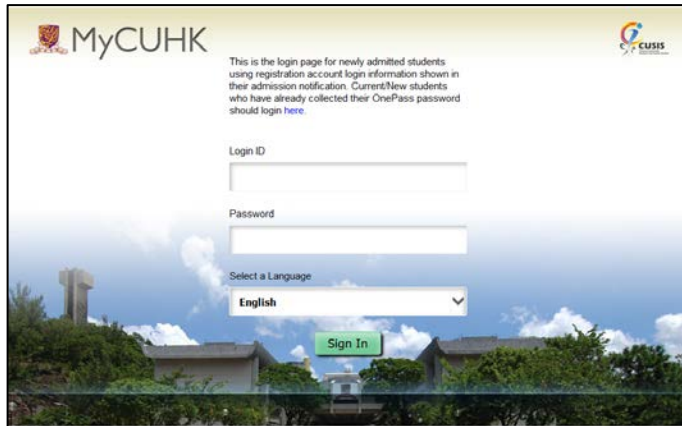 MyCUHK
CUSIS
This is the login page for newly admitted students
using registration account login information shown in
their admission notification. Current/New students
who have already collected their OnePass password
should login here.
Login ID
Password
Select a Language
English
Sign In